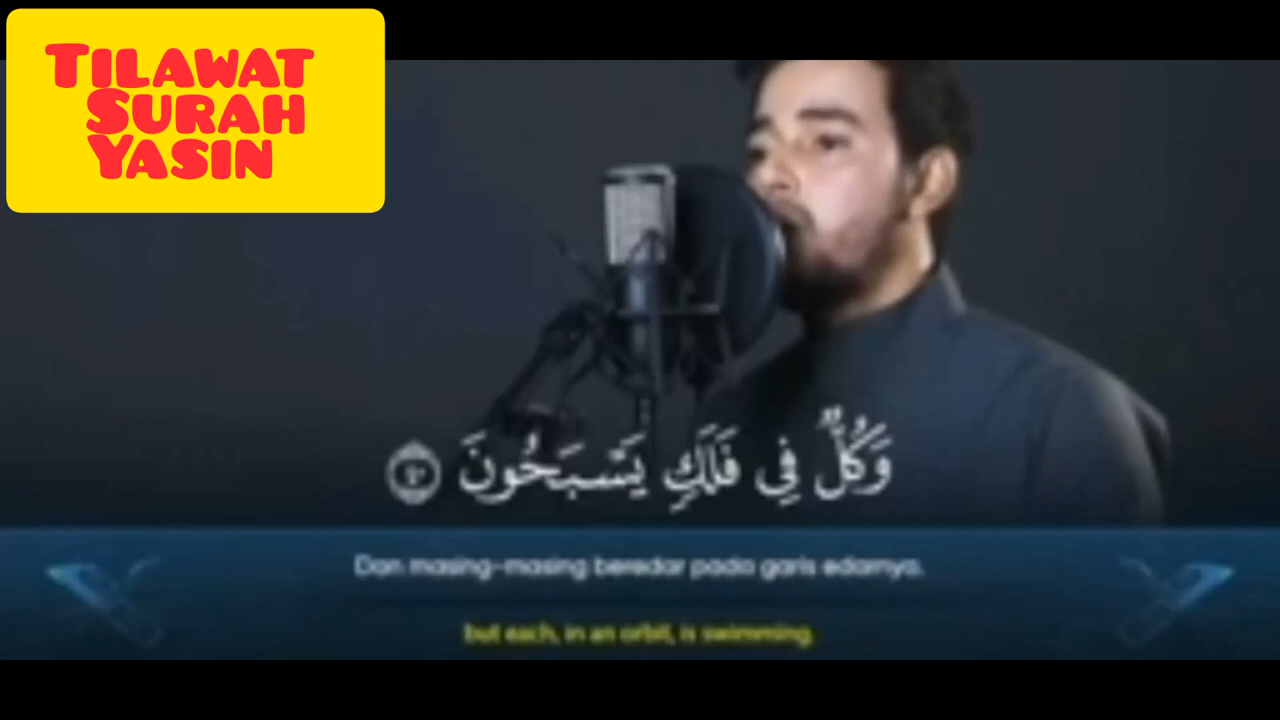 TILAWAT
SURAH
YASIN
وَكُلٌّ فِي فَلَكٍ يَسْبَحُونَ
Dan masing-masing beredar pada garis edarnya.
but each, in an orbit, is swimming.